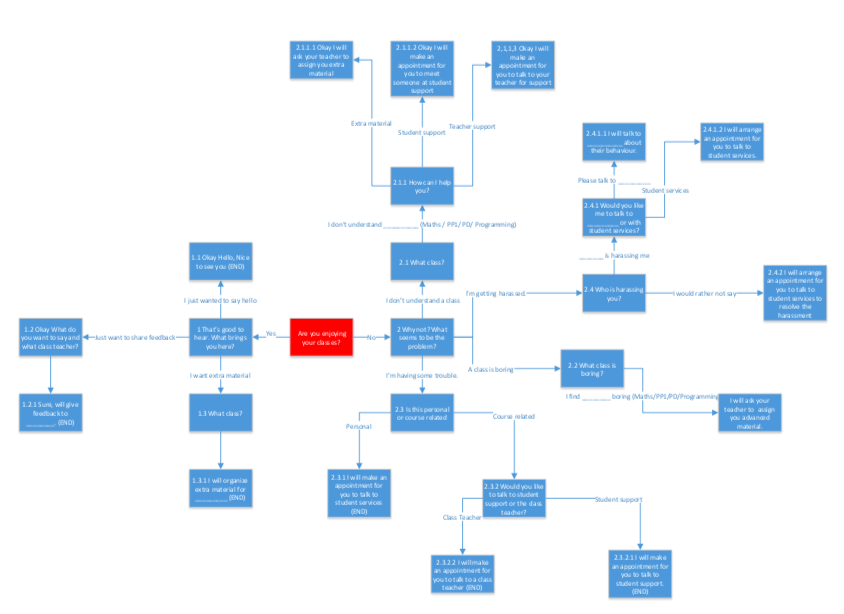 2.1.1.1 Okay I will
ask your teacher to
assign you extra
material
2.1.1.2 Okay I will
make an
appointment for
you to meet
someone at student
support
2,1,1,3 Okay I will
make an
appointment for
you to talk to your
teacher for support
Extra material
Student support
Teacher support
2.4.1.1 I will talk to
__________ about
their behaviour.
2.4.1.2 I will arrange
an appointment for
you to talk to
student services.
2.1.1 How can I help
you?
Please talk to ________
Student services
2.4.1 Would you like
me to talk to
________ or with
student services?
I don't understand _________ (Maths / PP1/ PD/ Programming)
1.1 Okay Hello, Nice
to see you (END)
2.1 What class?
______ is harassing me
I just wanted to say hello
I don't understand a class
I'm getting harassed.
2.4 Who is harassing
you?
I would rather not say
2.4.2 I will arrange
an appointment for
you to talk to
student services to
resolve the
harassment
1.2 Okay What do
you want to say and
what class teacher?
Just want to share feedback
1 That's good to
hear. What brings
you here?
Yes
Are you enjoying
your classes?
No
2 Why not? What
seems to be the
problem?
I want extra material
I'm having some trouble.
A class is boring
2.2 What class is
boring?
I find _______ boring (Maths/PP1/PD/Programming
1.2.1 Sure, will give
feedback to
_________. (END)
1.3 What class?
2.3 Is this personal
or course related
I will ask your
teacher to assign
you advanced
material.
Personal
Course related
1.3.1 I will organize
extra material for
_________ (END)
2.3.1 I will make an
appointment for
you to talk to
student services
(END)
2.3.2 Would you like
to talk to student
support or the class
teacher?
Class Teacher
Student support
2.3.2.2 I will make
an appointment for
you to talk to a class
teacher (END)
2.3.2.1 I will make
an appointment for
you to talk to
student support.
(END)